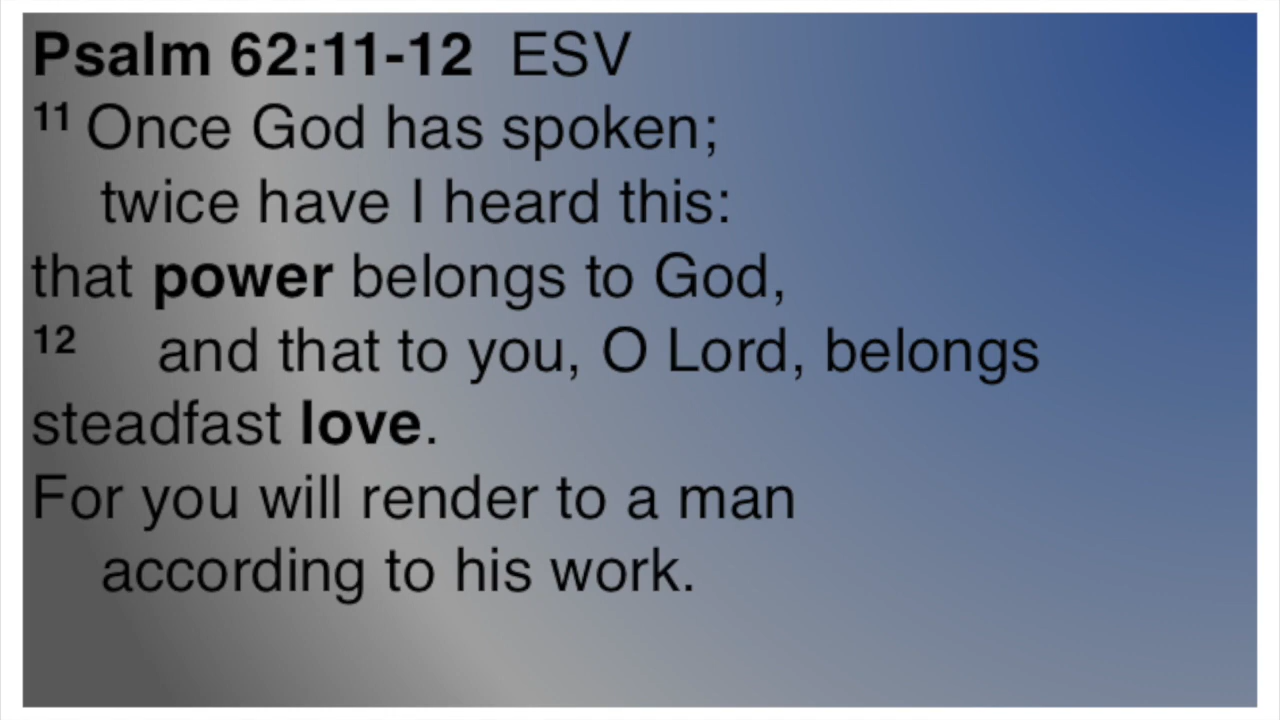 Psalm 62:11-12 ESV
11 Once God has spoken;
twice have I heard this:
that power belongs to God,
12 and that to you, O Lord, belongs
steadfast love.
For you will render to a man
according to his work.